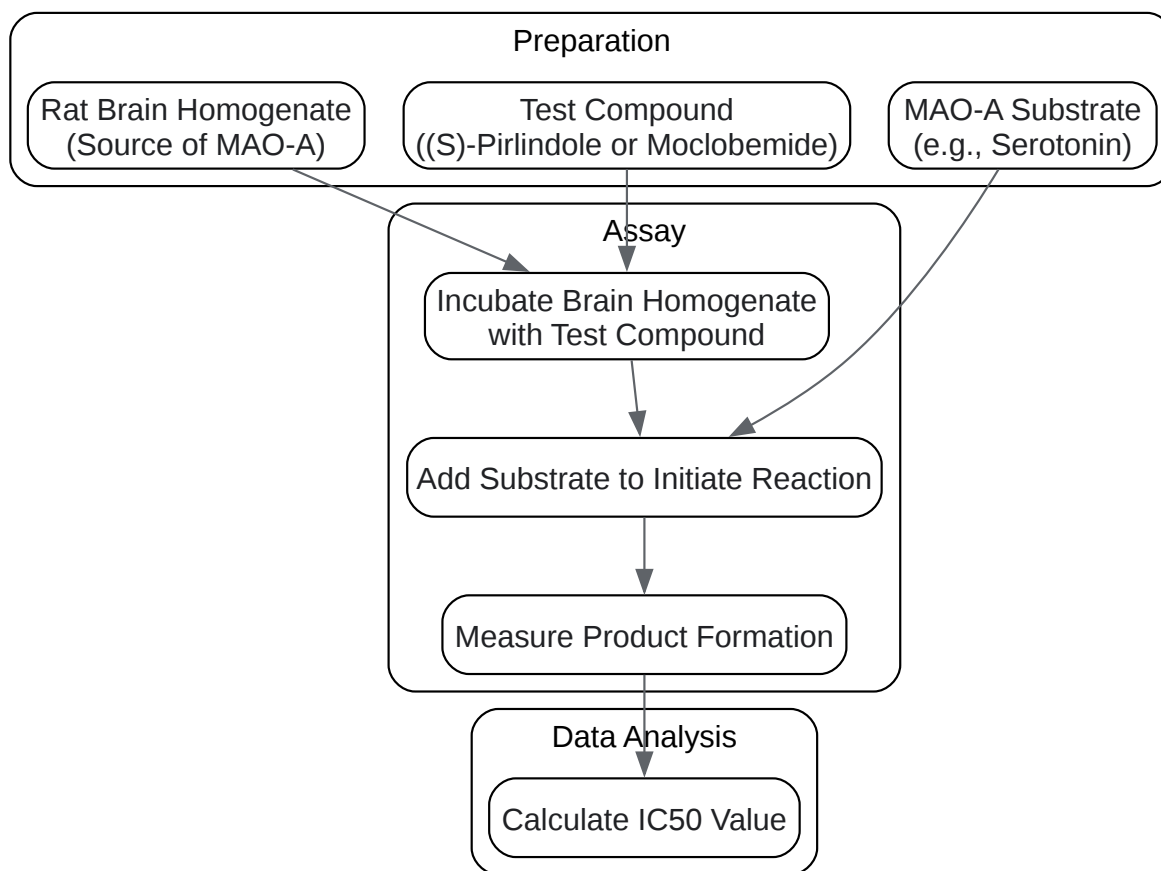 Preparation
Rat Brain Homogenate
(Source of MAO-A)
Test Compound
((S)-Pirlindole or Moclobemide)
MAO-A Substrate
(e.g., Serotonin)
Assay
Incubate Brain Homogenate
with Test Compound
Add Substrate to Initiate Reaction
Measure Product Formation
Data Analysis
Calculate IC50 Value